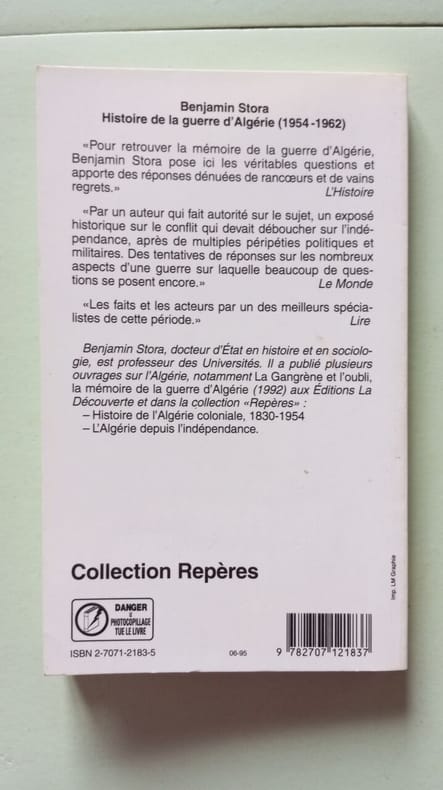 Benjamin Stora
Histoire de la guerre d'Algérie (1954-1962)
«Pour retrouver la mémoire de la guerre d'Algérie,
Benjamin Stora pose ici les véritables questions et
apporte des réponses dénuées de rancœurs et de vains
regrets.» L'Histoire
«Par un auteur qui fait autorité sur le sujet, un exposé
historique sur le conflit qui devait déboucher sur l'indé-
pendance, après de multiples péripéties politiques et
militaires. Des tentatives de réponses sur les nombreux
aspects d'une guerre sur laquelle beaucoup de ques-
tions se posent encore.» Le Monde
«Les faits et les acteurs par un des meilleurs spécia-
listes de cette période.» Lire
Benjamin Stora, docteur d'État en histoire et en sociolo-
gie, est professeur des Universités. Il a publié plusieurs
ouvrages sur l'Algérie, notamment La Gangrène et l'oubli,
la mémoire de la guerre d'Algérie (1992) aux Éditions La
Découverte et dans la collection «Repères» :
– Histoire de l'Algérie coloniale, 1830-1954
– L'Algérie depuis l'indépendance.
Imp. LM Graphie
Collection Repères
DANGER
LE
PHOTOCOPILLAGE
TUE LE LIVRE
ISBN 2-7071-2183-5
06-95
9 782707 121837